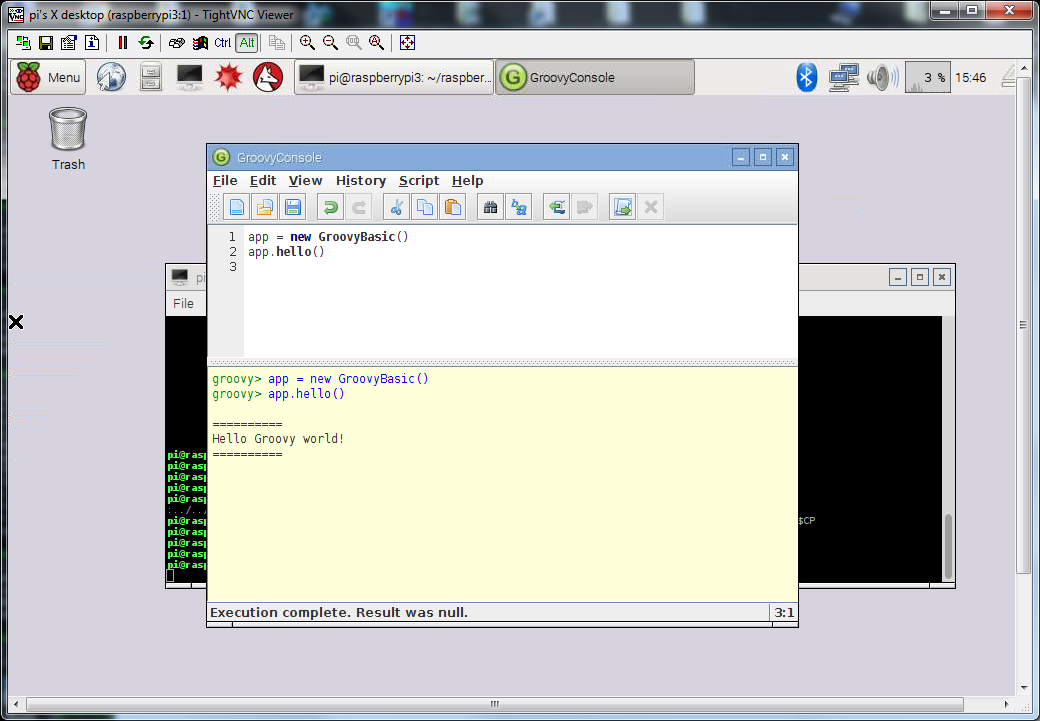 pi's X desktop (raspberrypi3:1) - TightVNC Viewer
Ctrl Alt
Menu pi@raspberrypi3: ~/raspber... GroovyConsole 3 % 15:46
Trash
GroovyConsole
File Edit View History Script Help
1 app = new GroovyBasic()
2 app.hello()
3
pi
File
groovy> app = new GroovyBasic()
groovy> app.hello()
==========
Hello Groovy world!
==========
pi@rasp
pi@rasp
pi@rasp
pi@rasp
pi@rasp
:../../
$CP
pi@rasp
pi@rasp
pi@rasp
pi@rasp
Execution complete. Result was null. 3:1